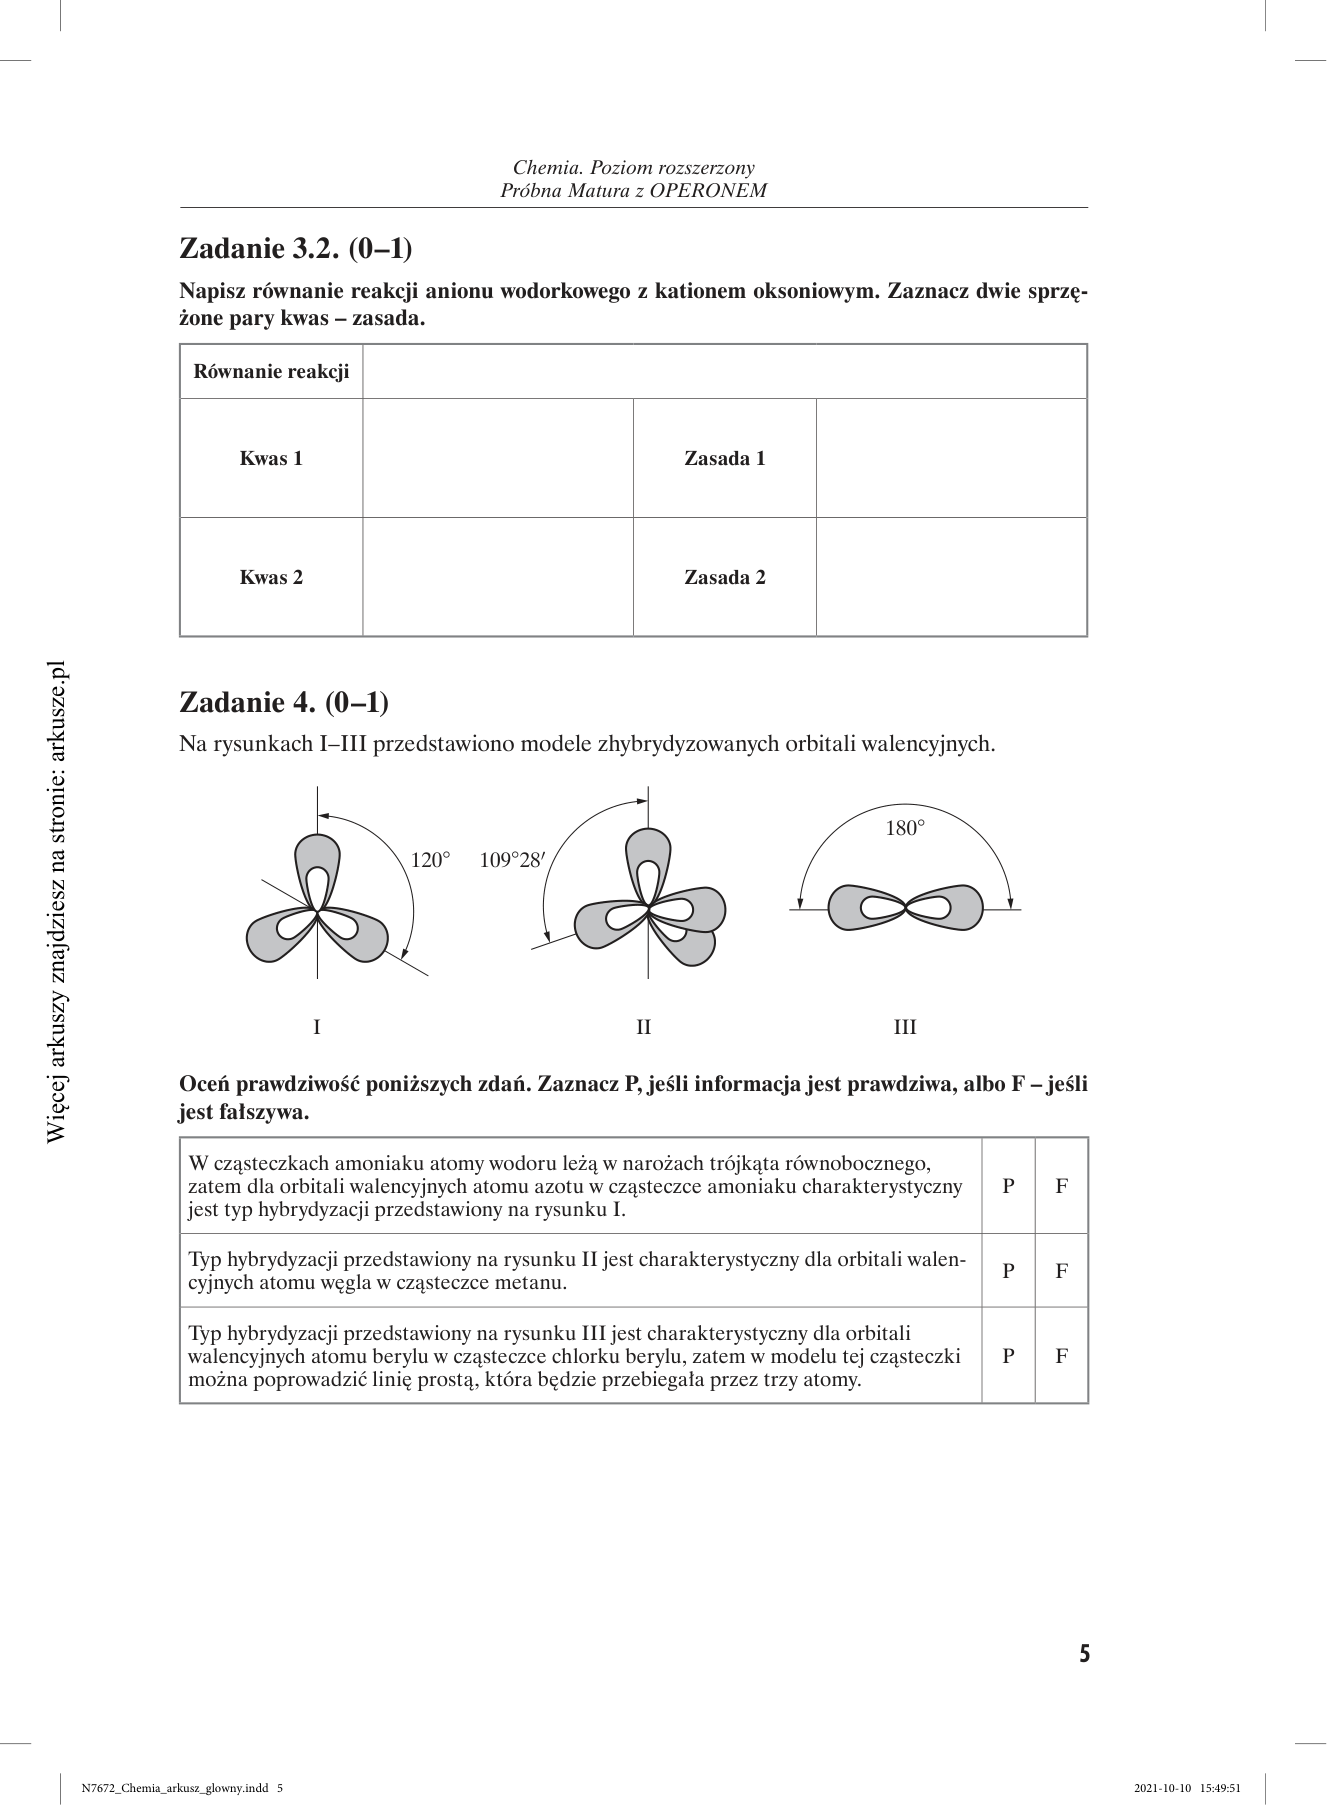 Chemia. Poziom rozszerzony
Próbna Matura z OPERONEM
Zadanie 3.2. (0–1)
Napisz równanie reakcji anionu wodorkowego z kationem oksoniowym. Zaznacz dwie sprzę-
żone pary kwas – zasada.
Równanie reakcji
Kwas 1
Zasada 1
Kwas 2
Zasada 2
Zadanie 4. (0–1)
Na rysunkach I–III przedstawiono modele zhybrydyzowanych orbitali walencyjnych.
120°
109°28′
180°
I
II
III
Oceń prawdziwość poniższych zdań. Zaznacz P, jeśli informacja jest prawdziwa, albo F – jeśli
jest fałszywa.
W cząsteczkach amoniaku atomy wodoru leżą w narożach trójkąta równobocznego,
zatem dla orbitali walencyjnych atomu azotu w cząsteczce amoniaku charakterystyczny
jest typ hybrydyzacji przedstawiony na rysunku I.
P
F
Typ hybrydyzacji przedstawiony na rysunku II jest charakterystyczny dla orbitali walen-
cyjnych atomu węgla w cząsteczce metanu.
P
F
Typ hybrydyzacji przedstawiony na rysunku III jest charakterystyczny dla orbitali
walencyjnych atomu berylu w cząsteczce chlorku berylu, zatem w modelu tej cząsteczki
można poprowadzić linię prostą, która będzie przebiegała przez trzy atomy.
P
F
Więcej arkuszy znajdziesz na stronie: arkusze.pl
5
N7672_Chemia_arkusz_glowny.indd 5
2021-10-10 15:49:51